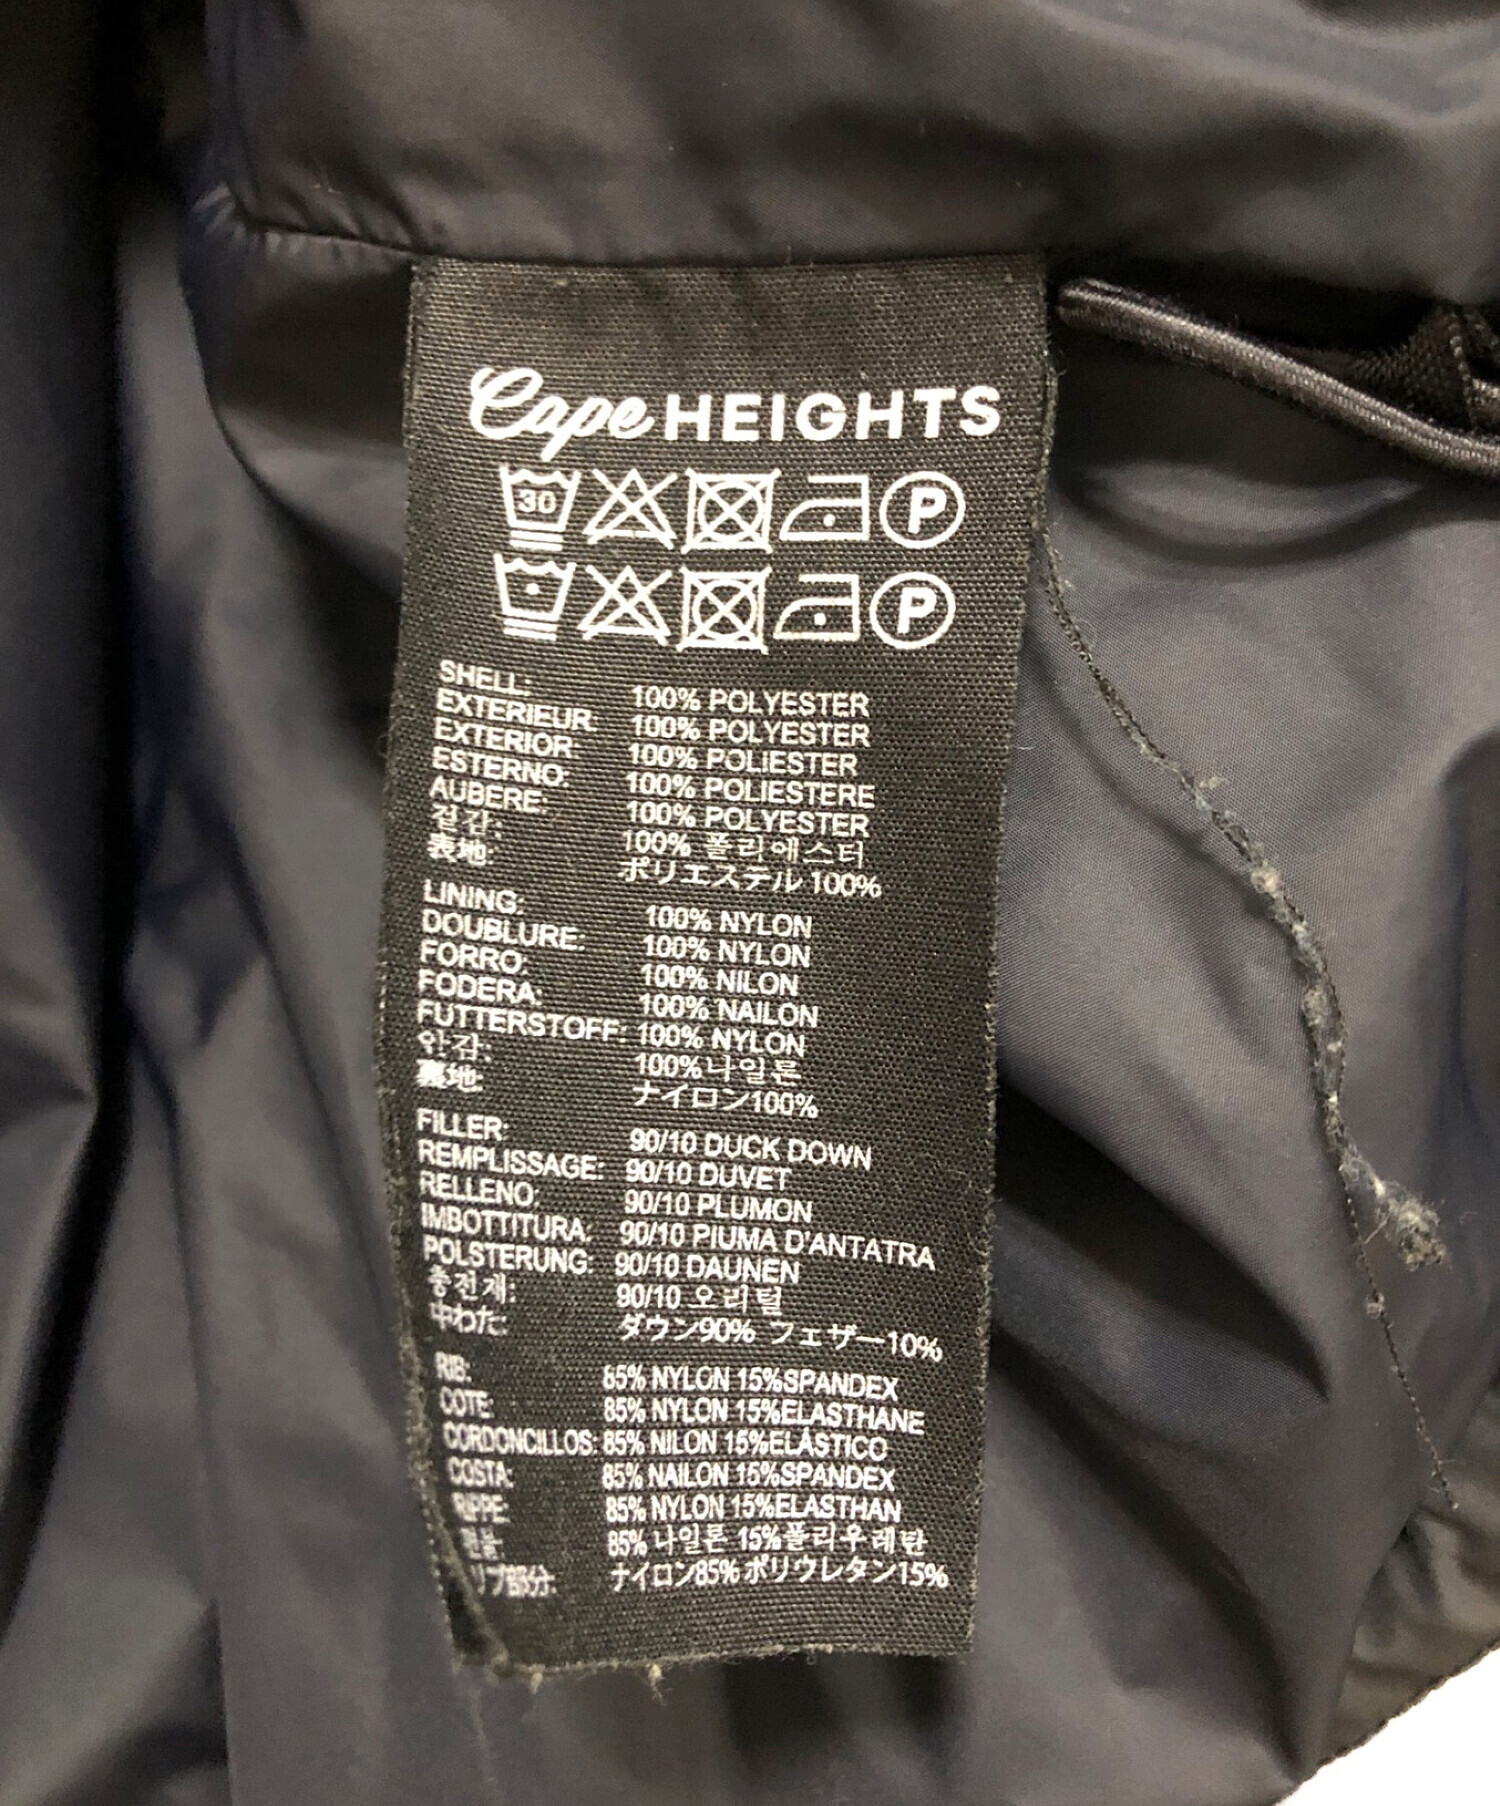 Cape HEIGHTS
30
P
P
SHELL: 100% POLYESTER
EXTERIEUR: 100% POLYESTER
EXTERIOR: 100% POLIESTER
ESTERNO: 100% POLIESTERE
AUBERE: 100% POLYESTER
겉감: 100% 폴리에스터
表地: ポリエステル 100%
LINING: 100% NYLON
DOUBLURE: 100% NYLON
FORRO: 100% NILON
FODERA: 100% NAILON
FUTTERSTOFF: 100% NYLON
안감: 100%나일론
裏地: ナイロン100%
FILLER: 90/10 DUCK DOWN
REMPLISSAGE: 90/10 DUVET
RELLENO: 90/10 PLUMON
IMBOTTITURA: 90/10 PIUMA D'ANTATRA
POLSTERUNG: 90/10 DAUNEN
충전재: 90/10 오리털
中わた: ダウン90% フェザー10%
RIB: 85% NYLON 15%SPANDEX
COTE: 85% NYLON 15%ELASTHANE
CORDONCILLOS: 85% NILON 15%ELÁSTICO
COSTA: 85% NAILON 15%SPANDEX
RIPPE: 85% NYLON 15%ELASTHAN
85% 나일론 15%폴리우레탄
リブ部分: ナイロン85% ポリウレタン15%